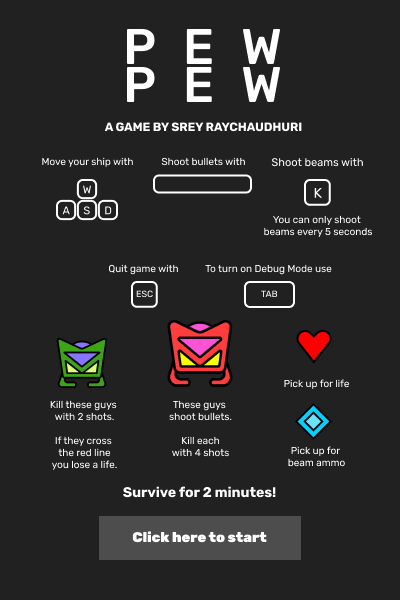 P E W
P E W
A GAME BY SREY RAYCHAUDHURI
Move your ship with
W
A S D
Shoot bullets with
Shoot beams with
K
You can only shoot
beams every 5 seconds
Quit game with
ESC
To turn on Debug Mode use
TAB
Kill these guys
with 2 shots.
If they cross
the red line
you lose a life.
These guys
shoot bullets.
Kill each
with 4 shots
Pick up for life
Pick up for
beam ammo
Survive for 2 minutes!
Click here to start